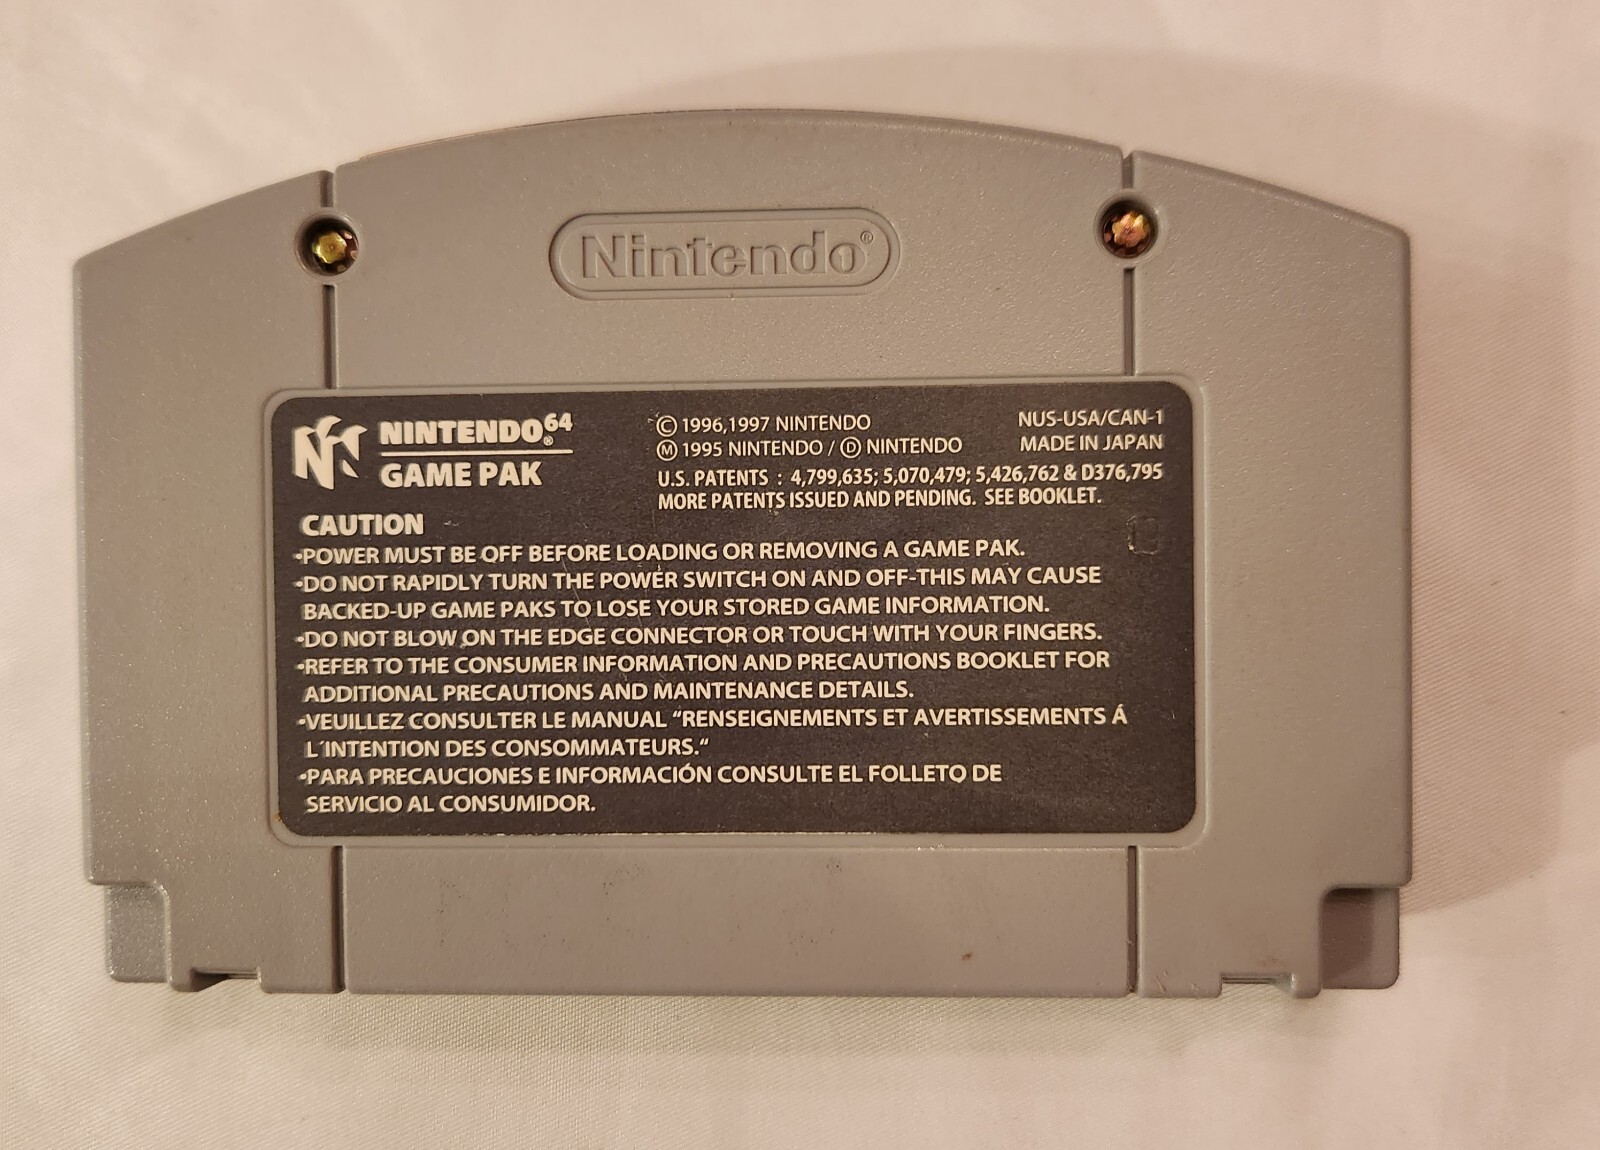 Nintendo®
NINTENDO64®
GAME PAK
© 1996,1997 NINTENDO
Ⓜ 1995 NINTENDO / Ⓓ NINTENDO
NUS-USA/CAN-1
MADE IN JAPAN
U.S. PATENTS : 4,799,635; 5,070,479; 5,426,762 & D376,795
MORE PATENTS ISSUED AND PENDING. SEE BOOKLET.
CAUTION
•POWER MUST BE OFF BEFORE LOADING OR REMOVING A GAME PAK.
•DO NOT RAPIDLY TURN THE POWER SWITCH ON AND OFF-THIS MAY CAUSE
BACKED-UP GAME PAKS TO LOSE YOUR STORED GAME INFORMATION.
•DO NOT BLOW ON THE EDGE CONNECTOR OR TOUCH WITH YOUR FINGERS.
•REFER TO THE CONSUMER INFORMATION AND PRECAUTIONS BOOKLET FOR
ADDITIONAL PRECAUTIONS AND MAINTENANCE DETAILS.
•VEUILLEZ CONSULTER LE MANUAL “RENSEIGNEMENTS ET AVERTISSEMENTS Á
L´INTENTION DES CONSOMMATEURS.“
•PARA PRECAUCIONES E INFORMACIÓN CONSULTE EL FOLLETO DE
SERVICIO AL CONSUMIDOR.